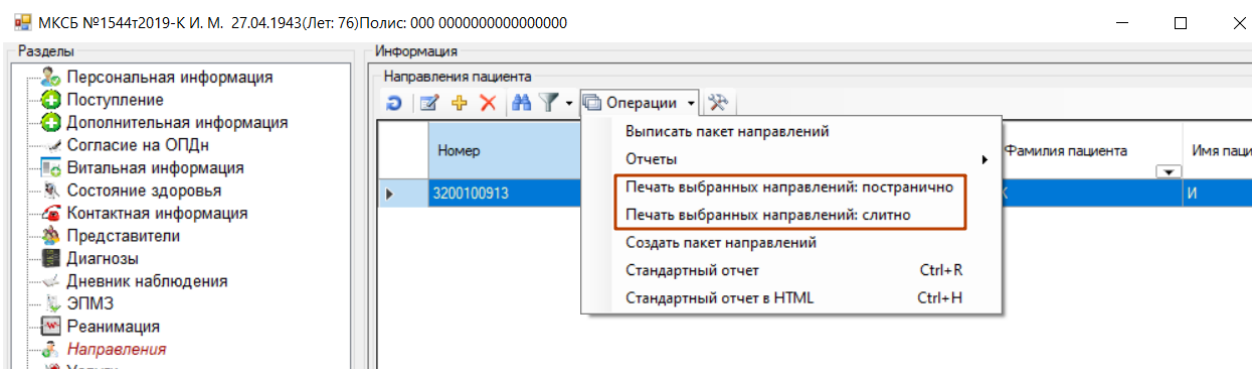 МКСБ №1544т2019-К И. М. 27.04.1943(Лет: 76)Полис: 000 0000000000000000
Разделы
Персональная информация
Поступление
Дополнительная информация
Согласие на ОПДн
Витальная информация
Состояние здоровья
Контактная информация
Представители
Диагнозы
Дневник наблюдения
ЭПМЗ
Реанимация
Направления
Информация
Направления пациента
Операции
Номер
Фамилия пациента
Имя паци
3200100913
К
И
Выписать пакет направлений
Отчеты
Печать выбранных направлений: постранично
Печать выбранных направлений: слитно
Создать пакет направлений
Стандартный отчет Ctrl+R
Стандартный отчет в HTML Ctrl+H